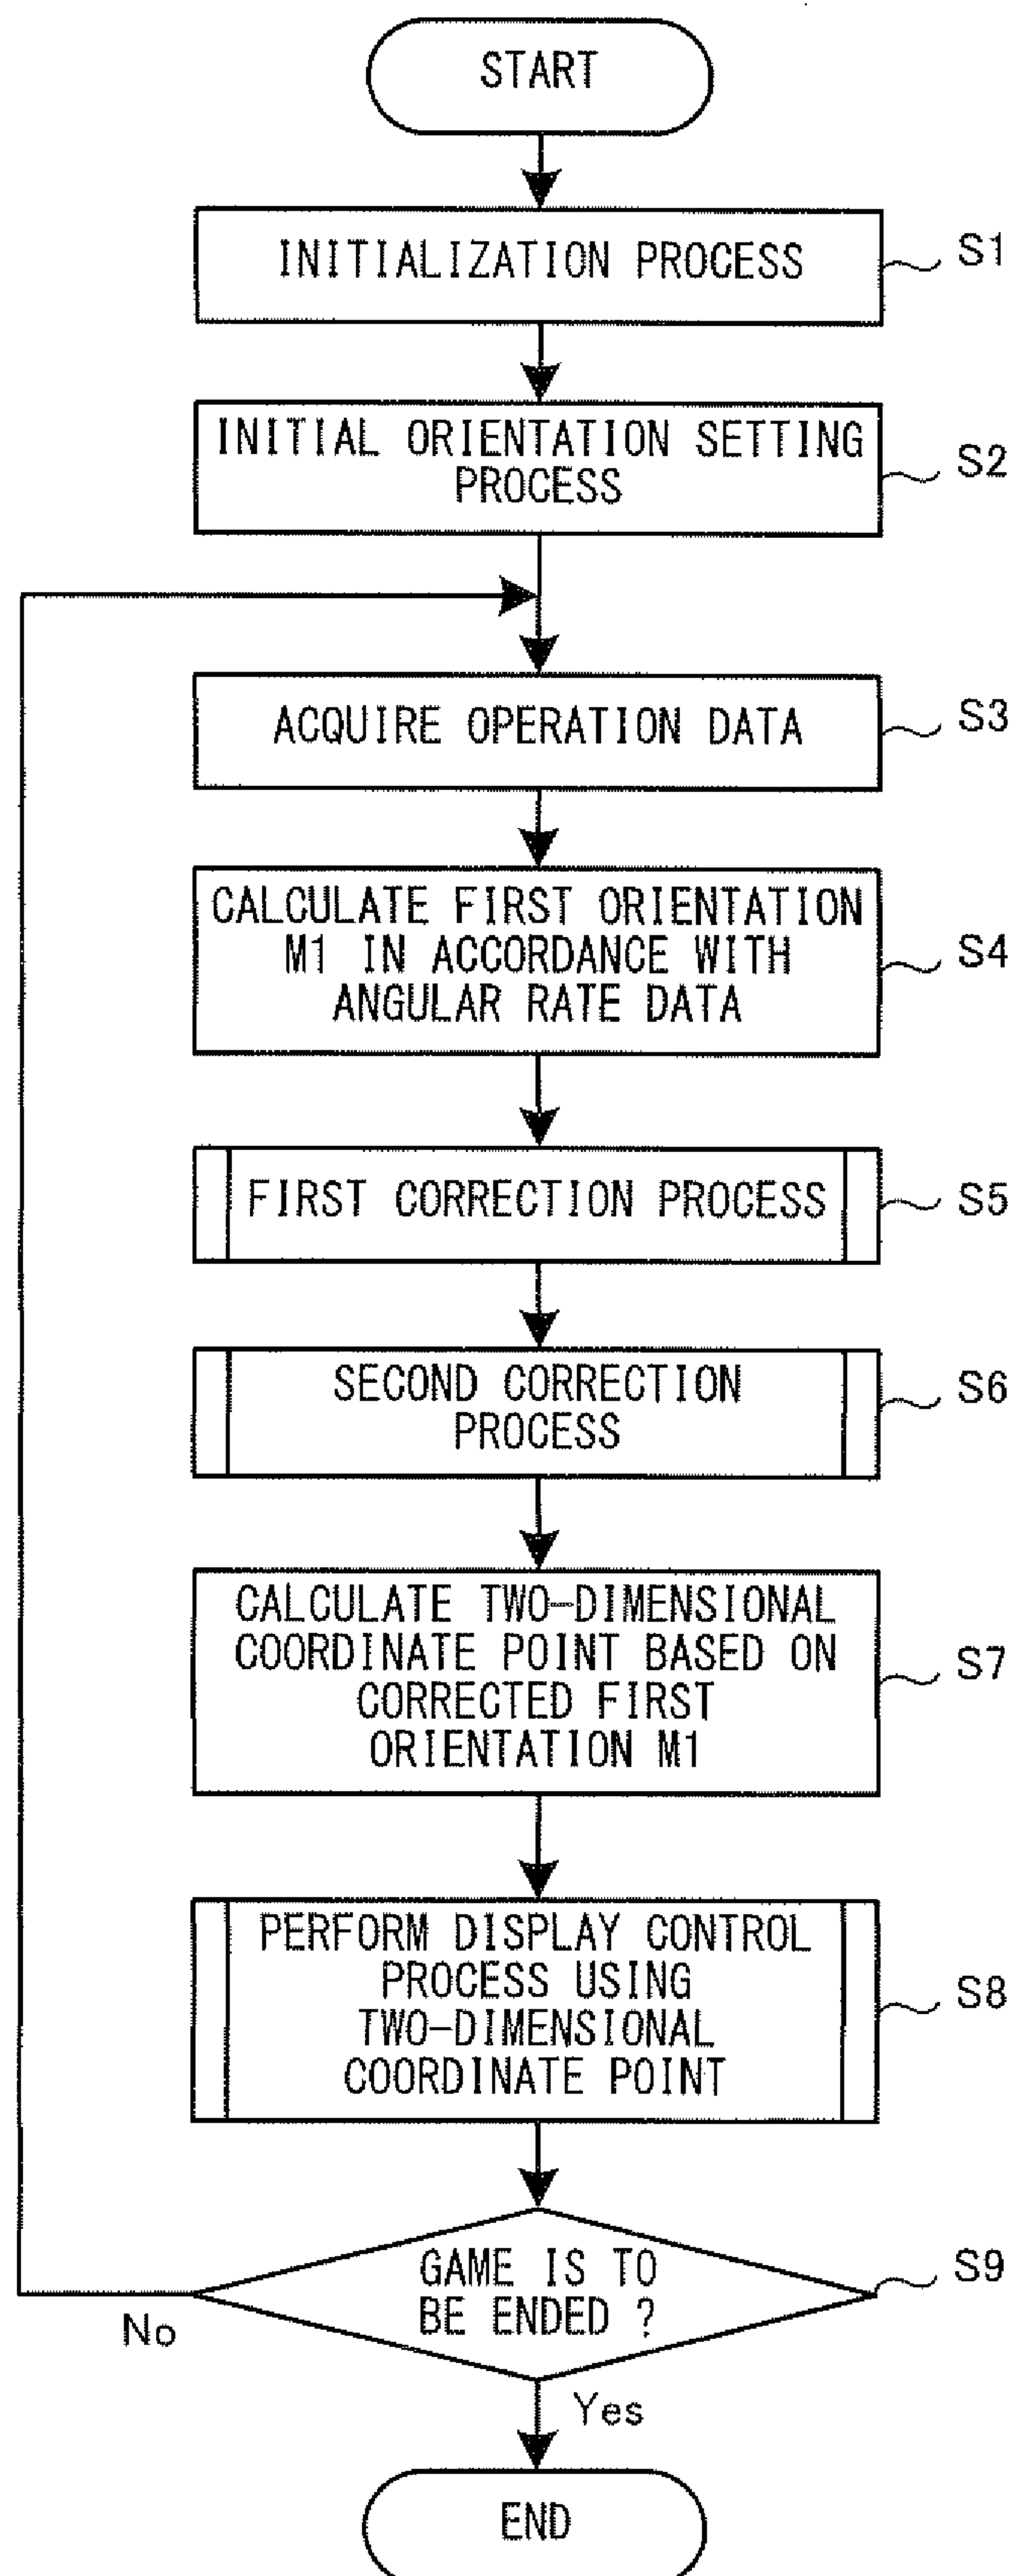 START
INITIALIZATION PROCESS
S1
INITIAL ORIENTATION SETTING
PROCESS
S2
ACQUIRE OPERATION DATA
S3
CALCULATE FIRST ORIENTATION
M1 IN ACCORDANCE WITH
ANGULAR RATE DATA
S4
FIRST CORRECTION PROCESS
S5
SECOND CORRECTION
PROCESS
S6
CALCULATE TWO-DIMENSIONAL
COORDINATE POINT BASED ON
CORRECTED FIRST
ORIENTATION M1
S7
PERFORM DISPLAY CONTROL
PROCESS USING
TWO-DIMENSIONAL
COORDINATE POINT
S8
GAME IS TO
BE ENDED ?
S9
No
Yes
END